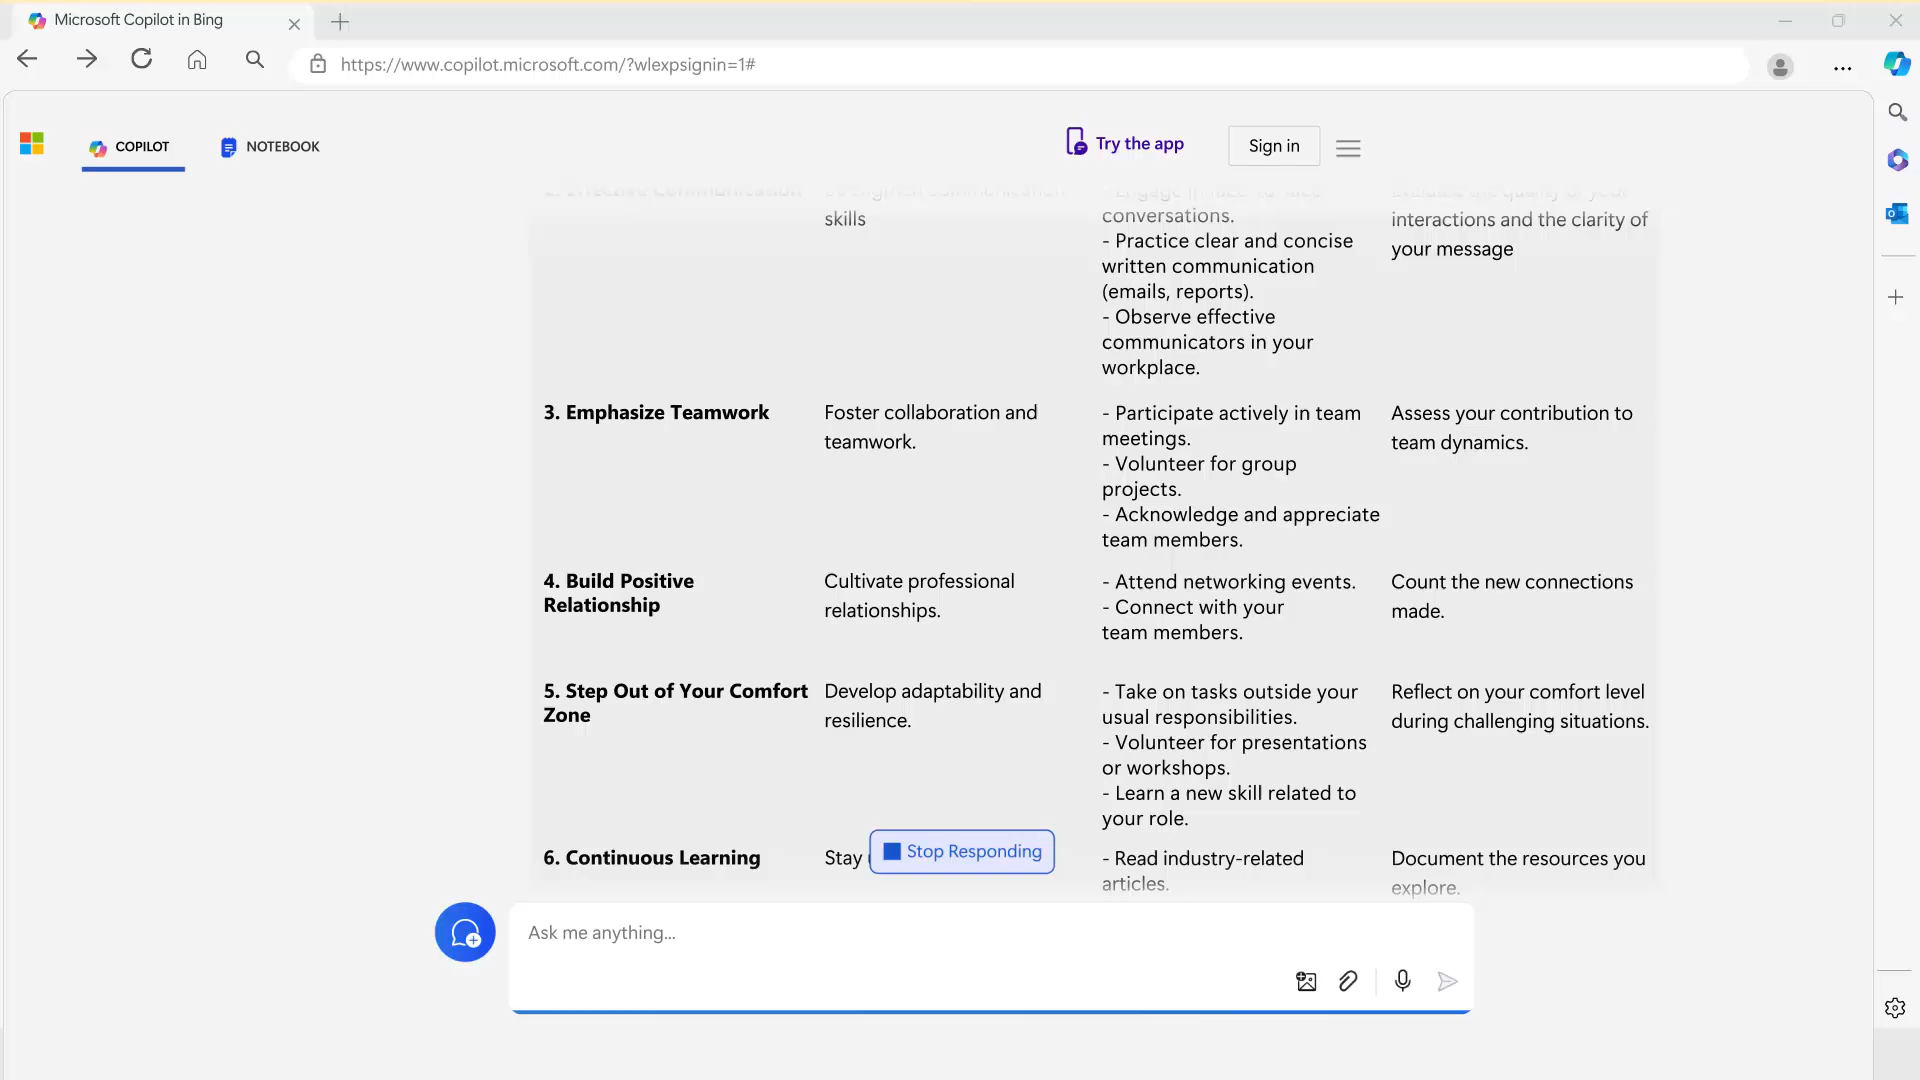 Microsoft Copilot in Bing
https://www.copilot.microsoft.com/?wlexpsignin=1#
COPILOT
NOTEBOOK
Try the app
Sign in
2. Effective Communication
skills
conversations.
- Practice clear and concise
written communication
(emails, reports).
- Observe effective
communicators in your
workplace.
interactions and the clarity of
your message
3. Emphasize Teamwork
Foster collaboration and
teamwork.
- Participate actively in team
meetings.
- Volunteer for group
projects.
- Acknowledge and appreciate
team members.
Assess your contribution to
team dynamics.
4. Build Positive
Relationship
Cultivate professional
relationships.
- Attend networking events.
- Connect with your
team members.
Count the new connections
made.
5. Step Out of Your Comfort
Zone
Develop adaptability and
resilience.
- Take on tasks outside your
usual responsibilities.
- Volunteer for presentations
or workshops.
- Learn a new skill related to
your role.
Reflect on your comfort level
during challenging situations.
6. Continuous Learning
Stay
Stop Responding
- Read industry-related
articles.
Document the resources you
explore.
Ask me anything...